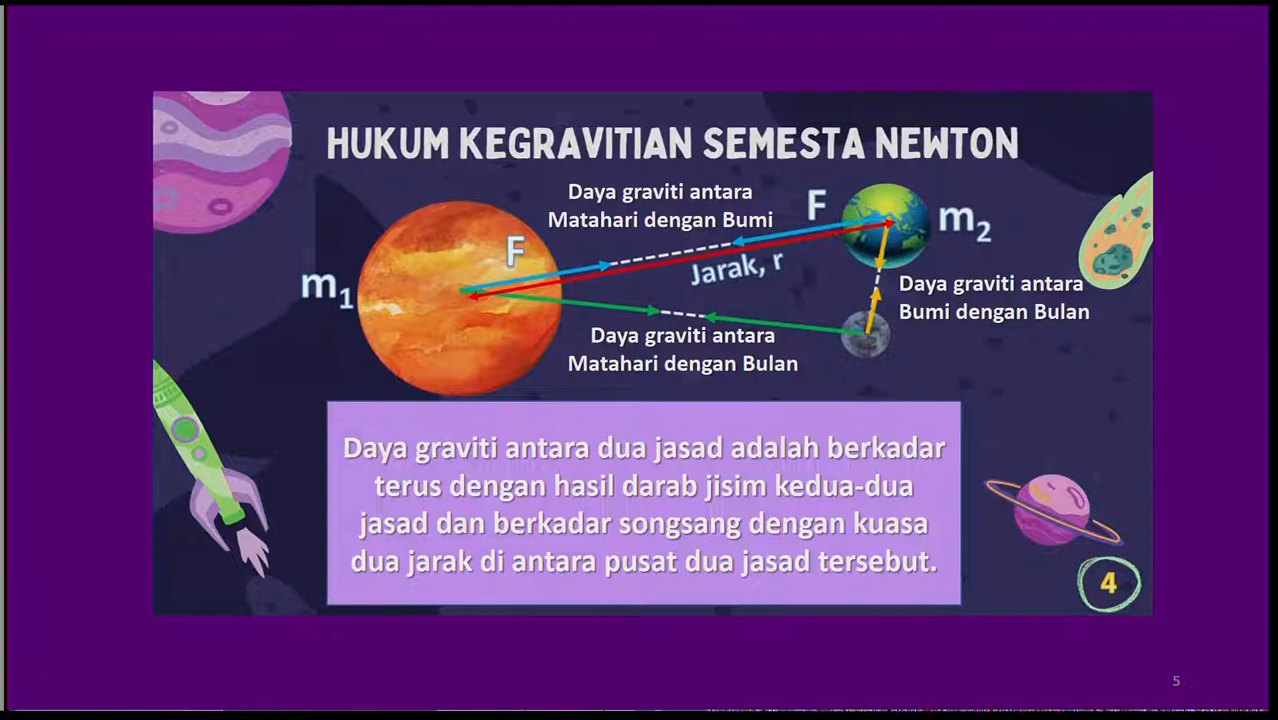 HUKUM KEGRAVITIAN SEMESTA NEWTON
Daya graviti antara
Matahari dengan Bumi
F
m2
F
Jarak, r
m1
Daya graviti antara
Bumi dengan Bulan
Daya graviti antara
Matahari dengan Bulan
Daya graviti antara dua jasad adalah berkadar
terus dengan hasil darab jisim kedua-dua
jasad dan berkadar songsang dengan kuasa
dua jarak di antara pusat dua jasad tersebut.
4
5